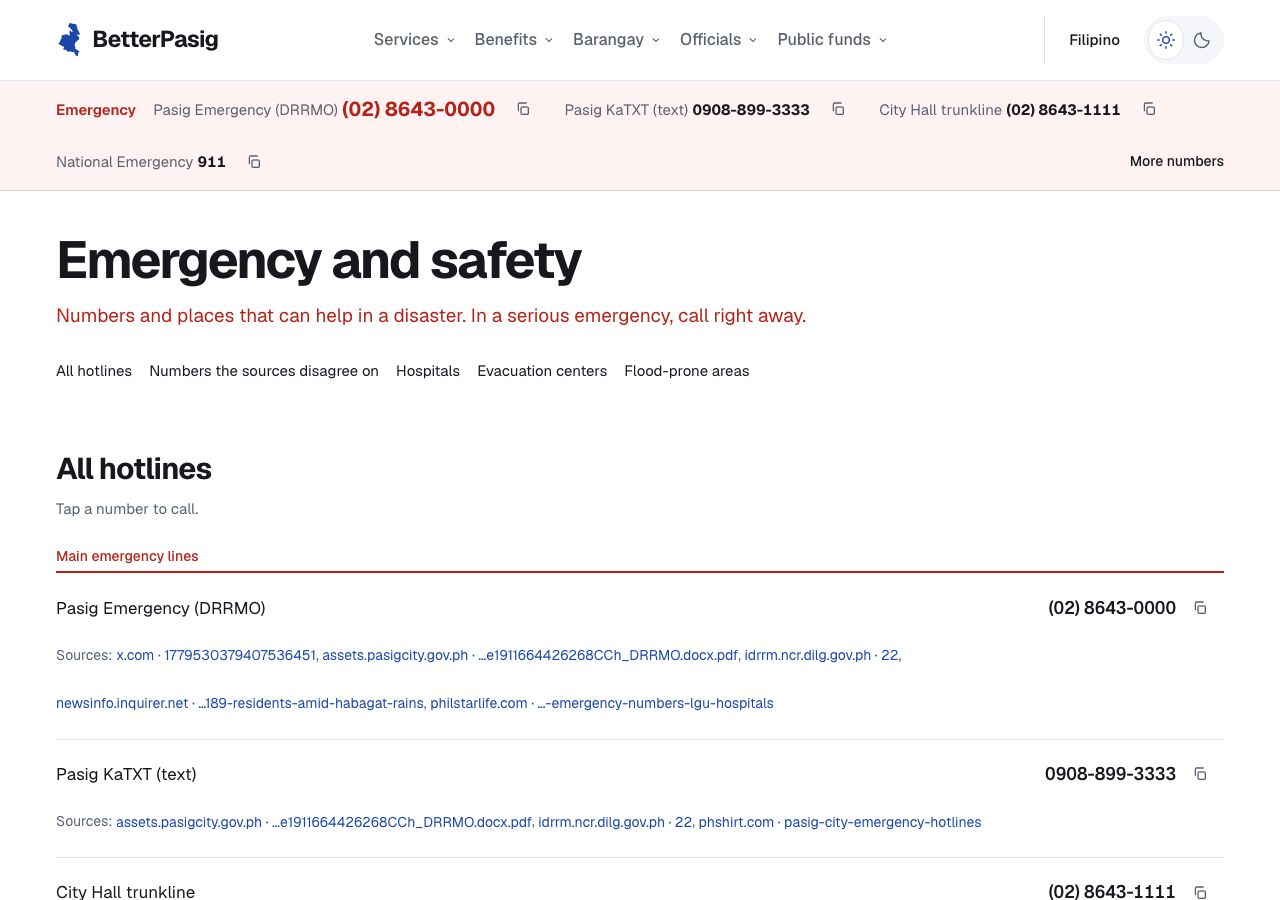 BetterPasig
Services Benefits Barangay Officials Public funds
Filipino
Emergency Pasig Emergency (DRRMO) (02) 8643-0000 Pasig KaTXT (text) 0908-899-3333 City Hall trunkline (02) 8643-1111
National Emergency 911 More numbers
Emergency and safety
Numbers and places that can help in a disaster. In a serious emergency, call right away.
All hotlines Numbers the sources disagree on Hospitals Evacuation centers Flood-prone areas
All hotlines
Tap a number to call.
Main emergency lines
Pasig Emergency (DRRMO) (02) 8643-0000
Sources: x.com · 1779530379407536451, assets.pasigcity.gov.ph · …e1911664426268CCh_DRRMO.docx.pdf, idrrm.ncr.dilg.gov.ph · 22,
newsinfo.inquirer.net · …189-residents-amid-habagat-rains, philstarlife.com · …-emergency-numbers-lgu-hospitals
Pasig KaTXT (text) 0908-899-3333
Sources: assets.pasigcity.gov.ph · …e1911664426268CCh_DRRMO.docx.pdf, idrrm.ncr.dilg.gov.ph · 22, phshirt.com · pasig-city-emergency-hotlines
City Hall trunkline (02) 8643-1111